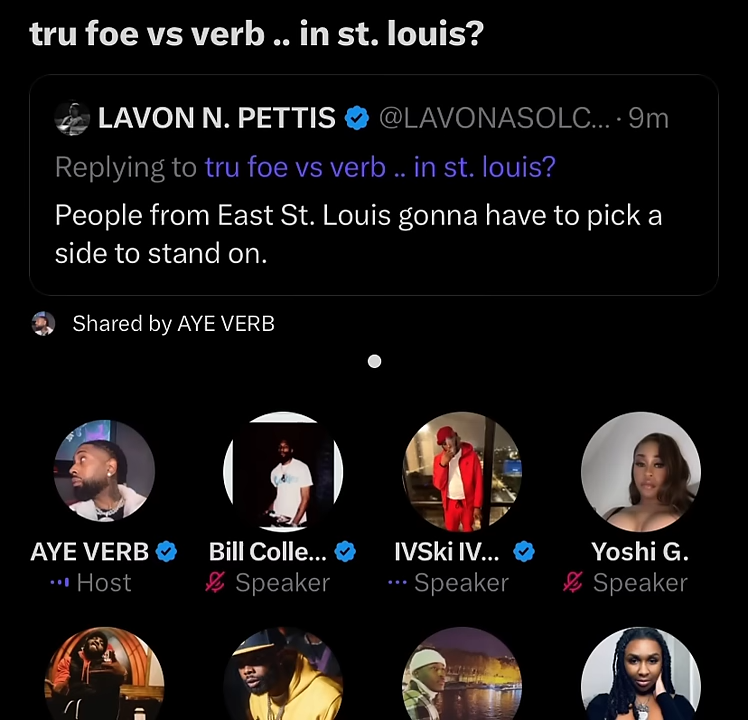 tru foe vs verb .. in st. louis?
LAVON N. PETTIS @LAVONASOLC... · 9m
Replying to tru foe vs verb .. in st. louis?
People from East St. Louis gonna have to pick a
side to stand on.
Shared by AYE VERB
AYE VERB Bill Colle... IVSki IV... Yoshi G.
Host Speaker Speaker Speaker